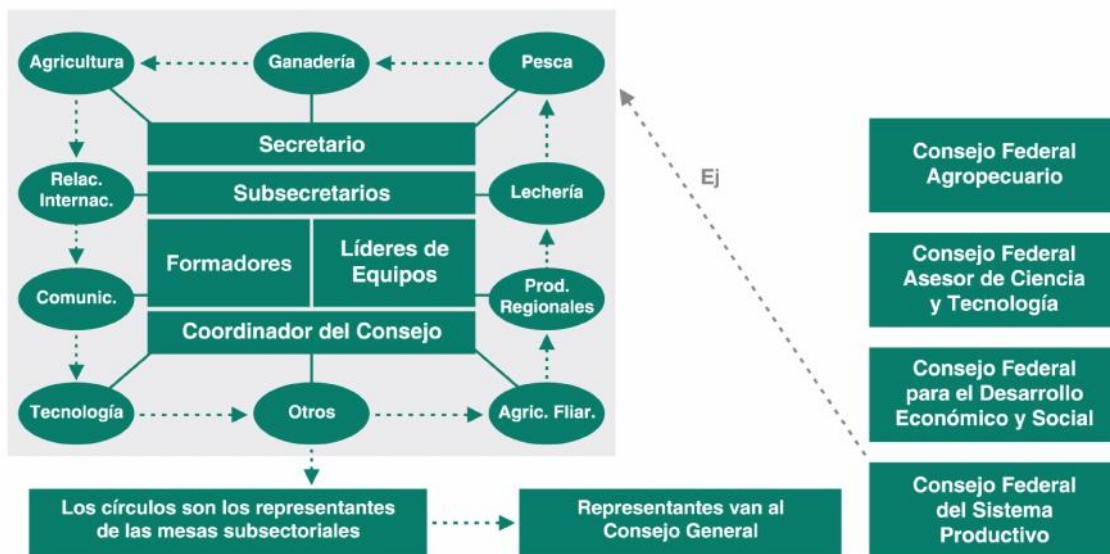 Agricultura
Ganadería
Pesca
Secretario
Relac.
Internac.
Subsecretarios
Lechería
Formadores
Líderes de
Equipos
Comunic.
Prod.
Regionales
Coordinador del Consejo
Tecnología
Otros
Agric. Fliar.
Los círculos son los representantes
de las mesas subsectoriales
Representantes van al
Consejo General
Ej
Consejo Federal
Agropecuario
Consejo Federal
Asesor de Ciencia
y Tecnología
Consejo Federal
para el Desarrollo
Económico y Social
Consejo Federal
del Sistema
Productivo